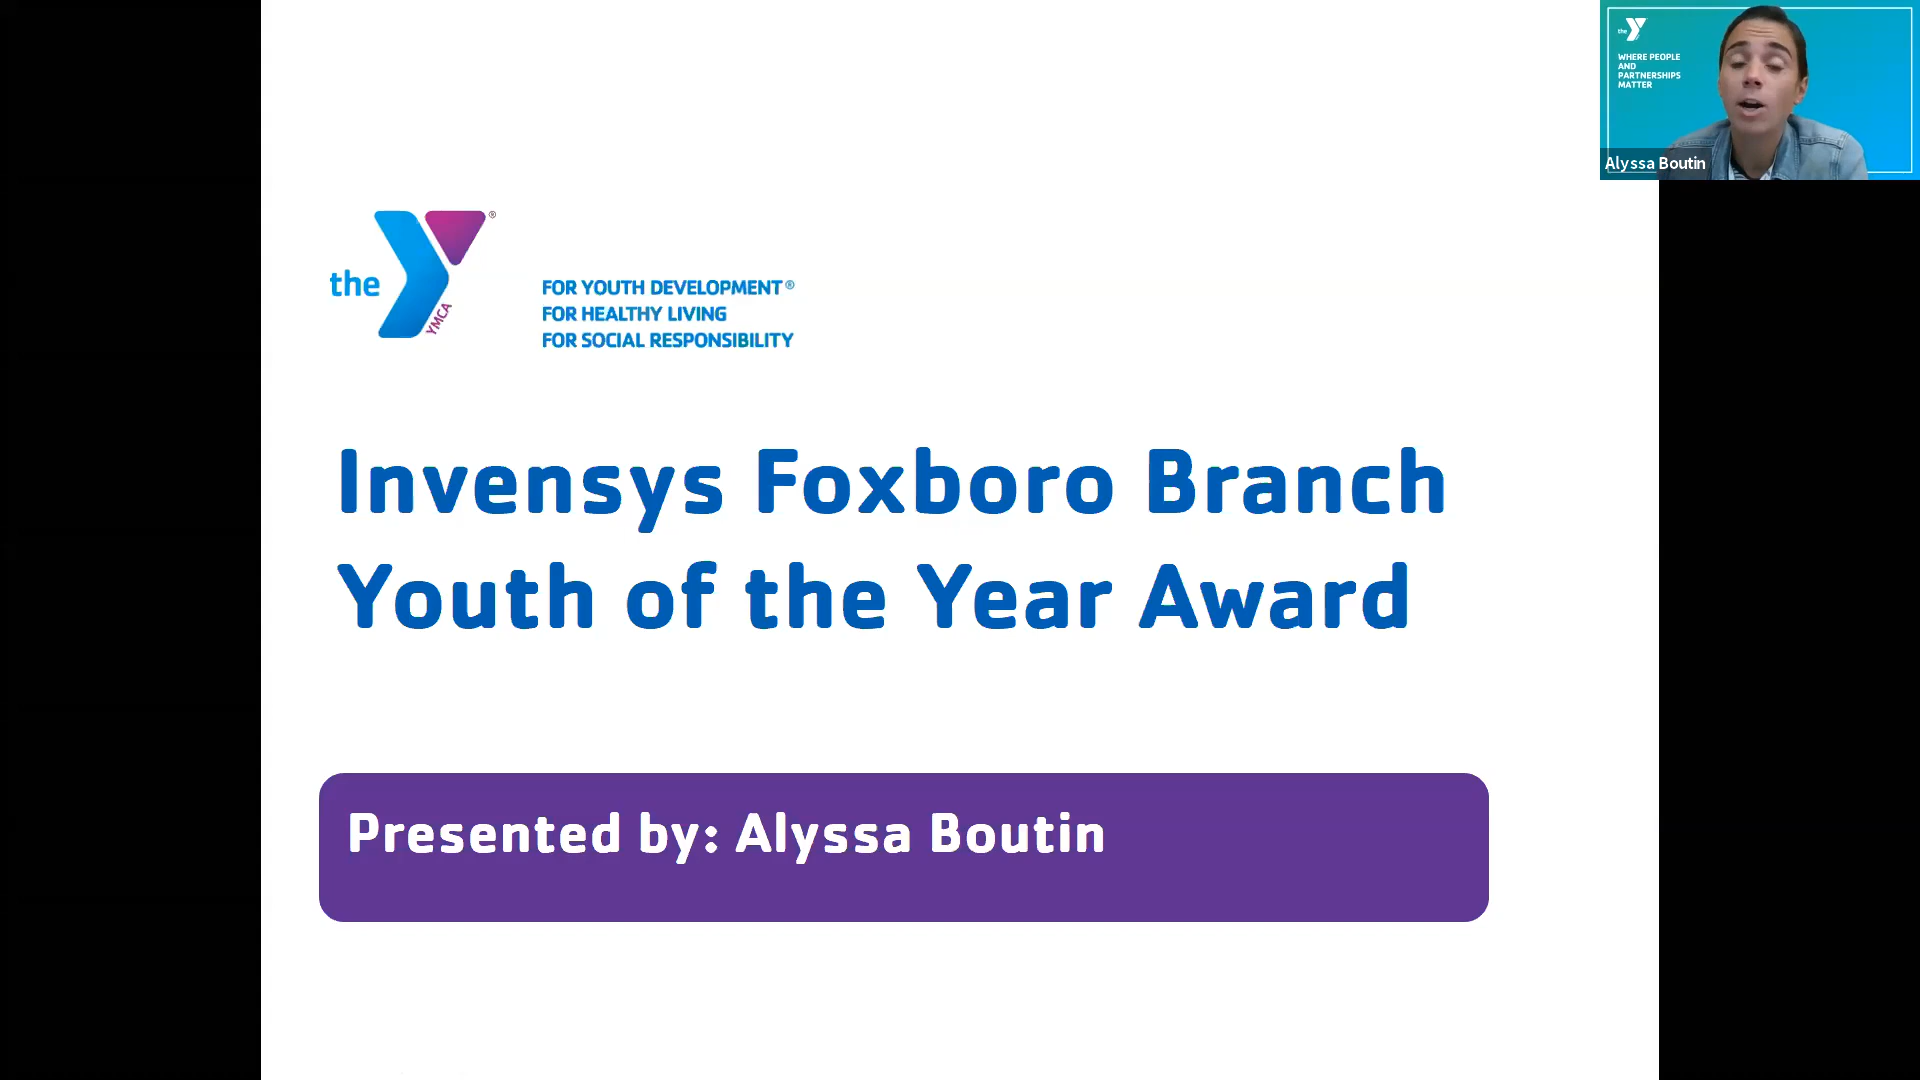 the
YMCA
®
FOR YOUTH DEVELOPMENT®
FOR HEALTHY LIVING
FOR SOCIAL RESPONSIBILITY
Invensys Foxboro Branch
Youth of the Year Award
Presented by: Alyssa Boutin
the
WHERE PEOPLE
AND
PARTNERSHIPS
MATTER
Alyssa Boutin